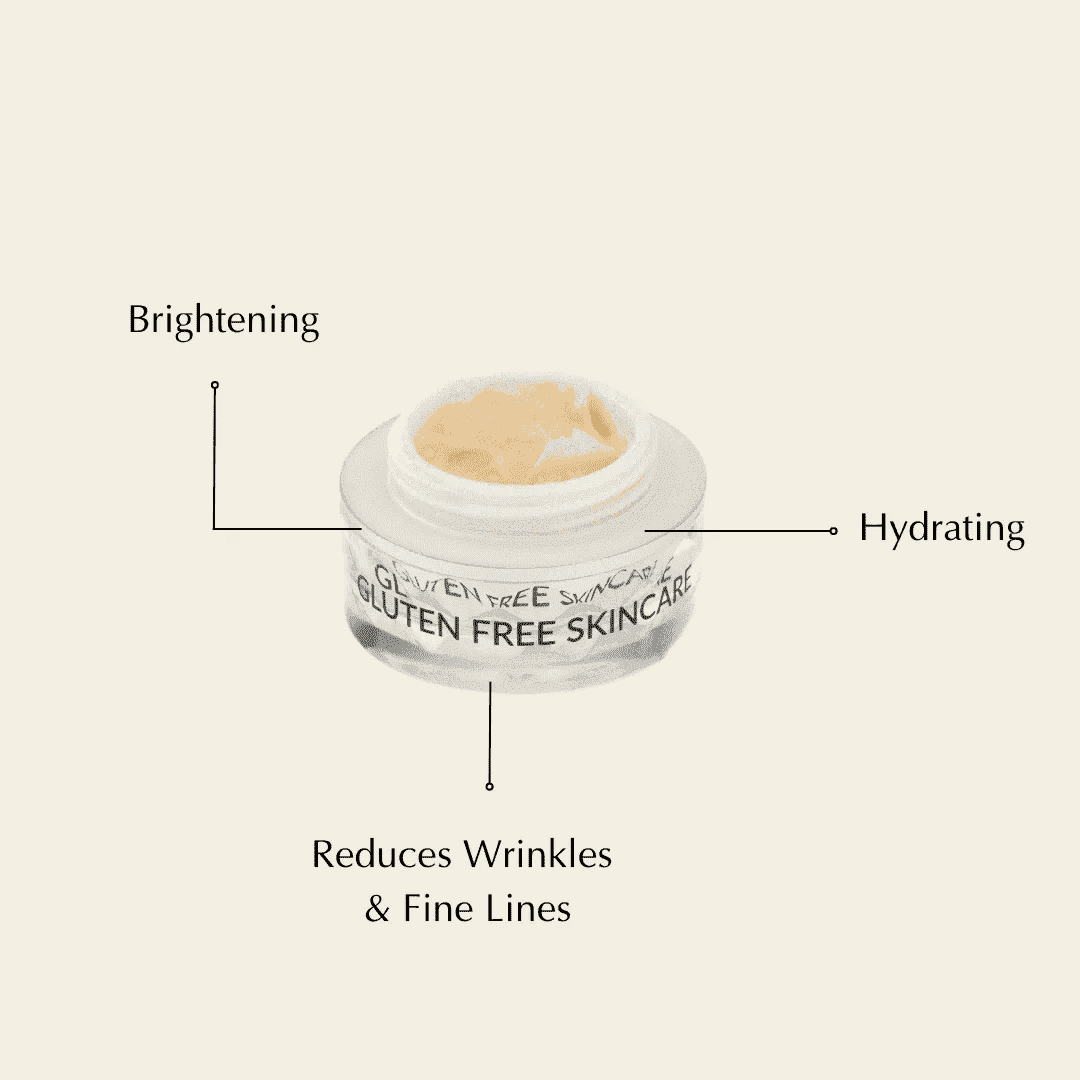 Brightening
Hydrating
GLUTEN FREE SKINCARE
GLUTEN FREE SKINCARE
Reduces Wrinkles
& Fine Lines